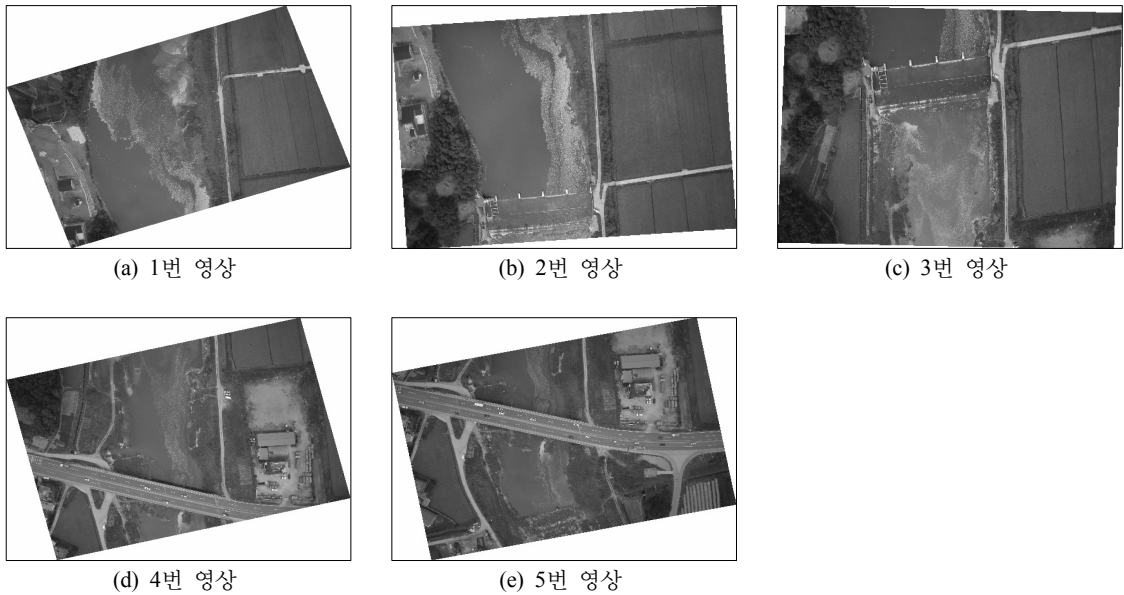 (a) 1번 영상
(b) 2번 영상
(c) 3번 영상
(d) 4번 영상
(e) 5번 영상